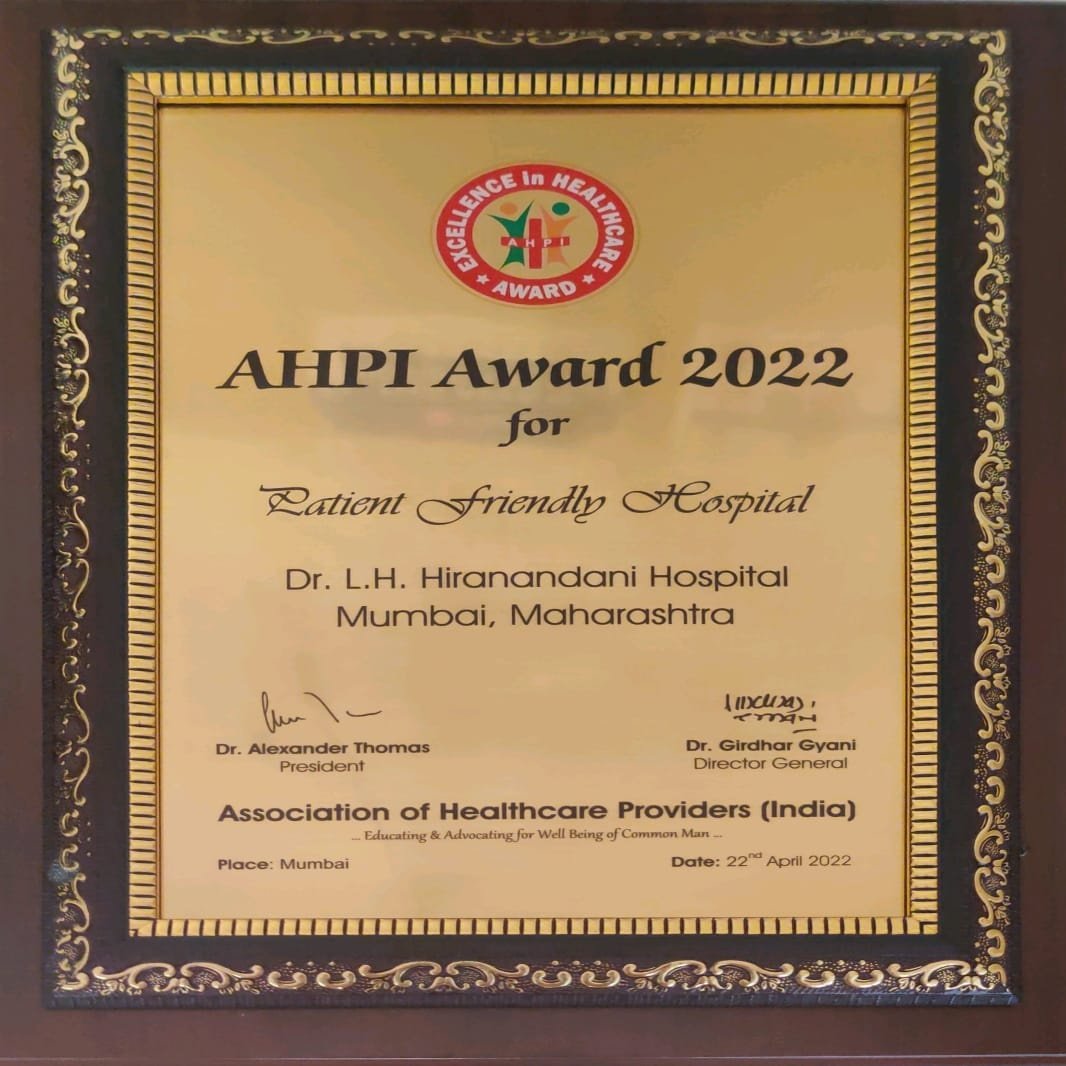 EXCELLENCE in HEALTHCARE
AHPI
★ AWARD ★
AHPI Award 2022
for
Patient Friendly Hospital
Dr. L.H. Hiranandani Hospital
Mumbai, Maharashtra
Dr. Alexander Thomas
President
Dr. Girdhar Gyani
Director General
Association of Healthcare Providers (India)
... Educating & Advocating for Well Being of Common Man ...
Place: Mumbai
Date: 22nd April 2022